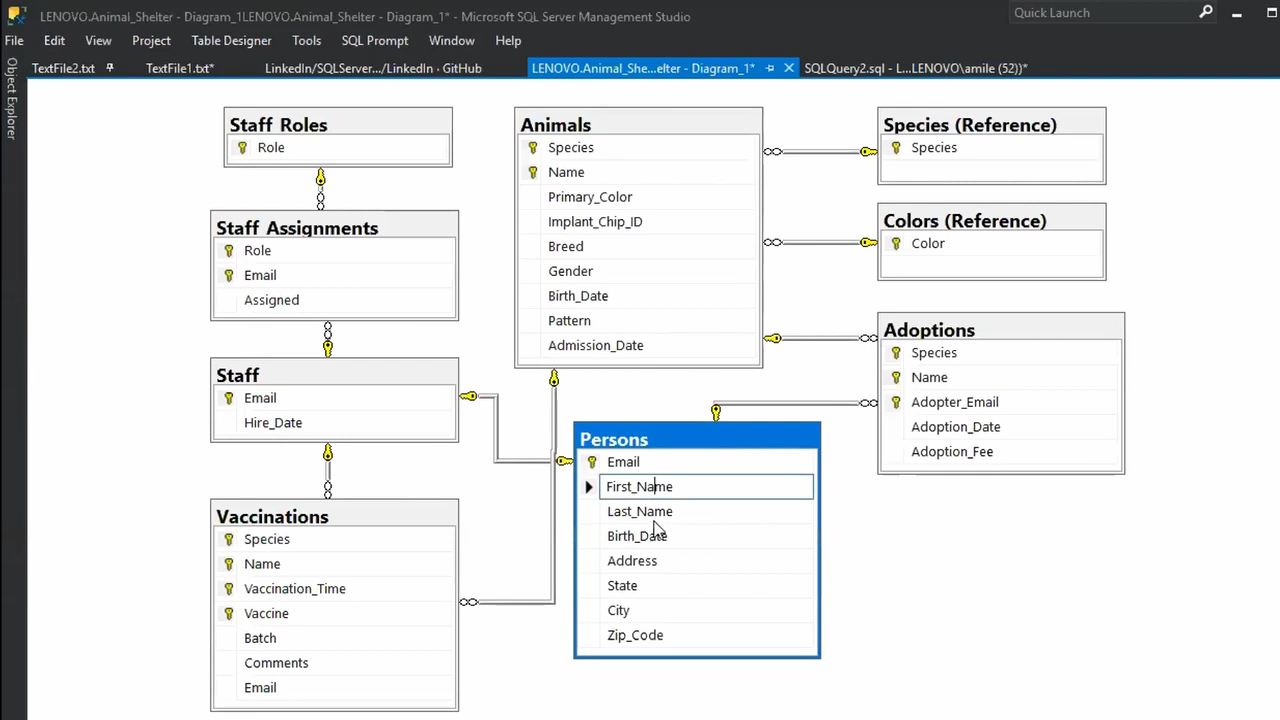 LENOVO.Animal_Shelter - Diagram_1LENOVO.Animal_Shelter - Diagram_1* - Microsoft SQL Server Management Studio
Quick Launch
File Edit View Project Table Designer Tools SQL Prompt Window Help
TextFile2.txt TextFile1.txt* LinkedIn/SQLServer.../LinkedIn · GitHub LENOVO.Animal_She...elter - Diagram_1* SQLQuery2.sql - L...LENOVO\amile (52))*
Object Explorer
Staff Roles
Role
Staff Assignments
Role
Email
Assigned
Staff
Email
Hire_Date
Vaccinations
Species
Name
Vaccination_Time
Vaccine
Batch
Comments
Email
Animals
Species
Name
Primary_Color
Implant_Chip_ID
Breed
Gender
Birth_Date
Pattern
Admission_Date
Persons
Email
First_Name
Last_Name
Birth_Date
Address
State
City
Zip_Code
Species (Reference)
Species
Colors (Reference)
Color
Adoptions
Species
Name
Adopter_Email
Adoption_Date
Adoption_Fee